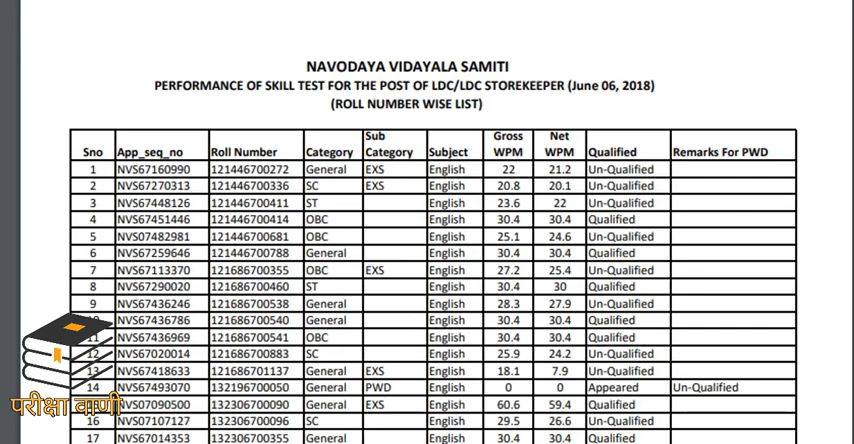 NAVODAYA VIDAYALA SAMITI
PERFORMANCE OF SKILL TEST FOR THE POST OF LDC/LDC STOREKEEPER (June 06, 2018)
(ROLL NUMBER WISE LIST)
Sno App_seq_no Roll Number Category Sub Category Subject Gross WPM Net WPM Qualified Remarks For PWD
1 NVS67160990 121446700272 General EXS English 22 21.2 Un-Qualified
2 NVS67270313 121446700336 SC EXS English 20.8 20.1 Un-Qualified
3 NVS67448126 121446700411 ST English 23.6 22 Un-Qualified
4 NVS67451446 121446700414 OBC English 30.4 30.4 Qualified
5 NVS07482981 121446700681 OBC English 25.1 24.6 Un-Qualified
6 NVS67259646 121446700788 General English 30.4 30.4 Qualified
7 NVS67113370 121686700355 OBC EXS English 27.2 25.4 Un-Qualified
8 NVS67290020 121686700460 ST English 30.4 30 Qualified
9 NVS67436246 121686700538 General English 28.3 27.9 Un-Qualified
10 NVS67436786 121686700540 General English 30.4 30.4 Qualified
11 NVS67436969 121686700541 OBC English 30.4 30.4 Qualified
12 NVS67020014 121686700883 SC English 25.9 24.2 Un-Qualified
13 NVS67418633 121686701137 General EXS English 18.1 7.9 Un-Qualified
14 NVS67493070 132196700050 General PWD English 0 0 Appeared Un-Qualified
NVS07090500 132306700090 General EXS English 60.6 59.4 Qualified
परीक्षा वाणी
16 NVS67107127 132306700096 SC English 29.5 26.6 Un-Qualified
17 NVS67014353 132306700355 General English 30.4 30.4 Qualified